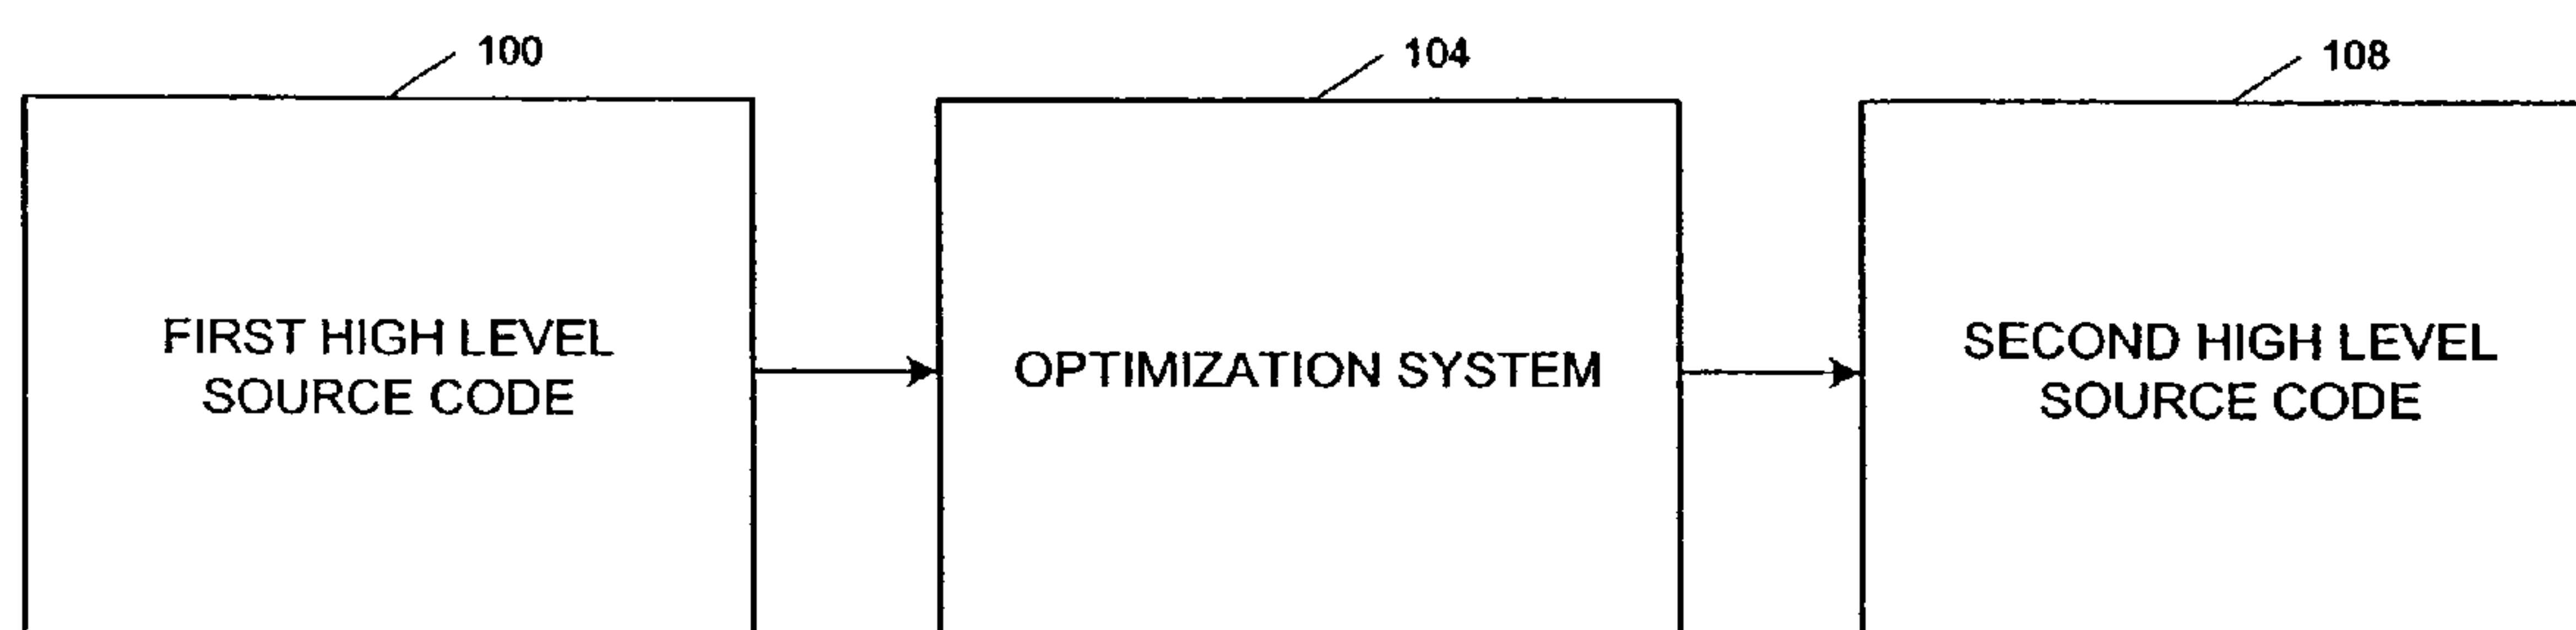 100
104
108
FIRST HIGH LEVEL
SOURCE CODE
OPTIMIZATION SYSTEM
SECOND HIGH LEVEL
SOURCE CODE